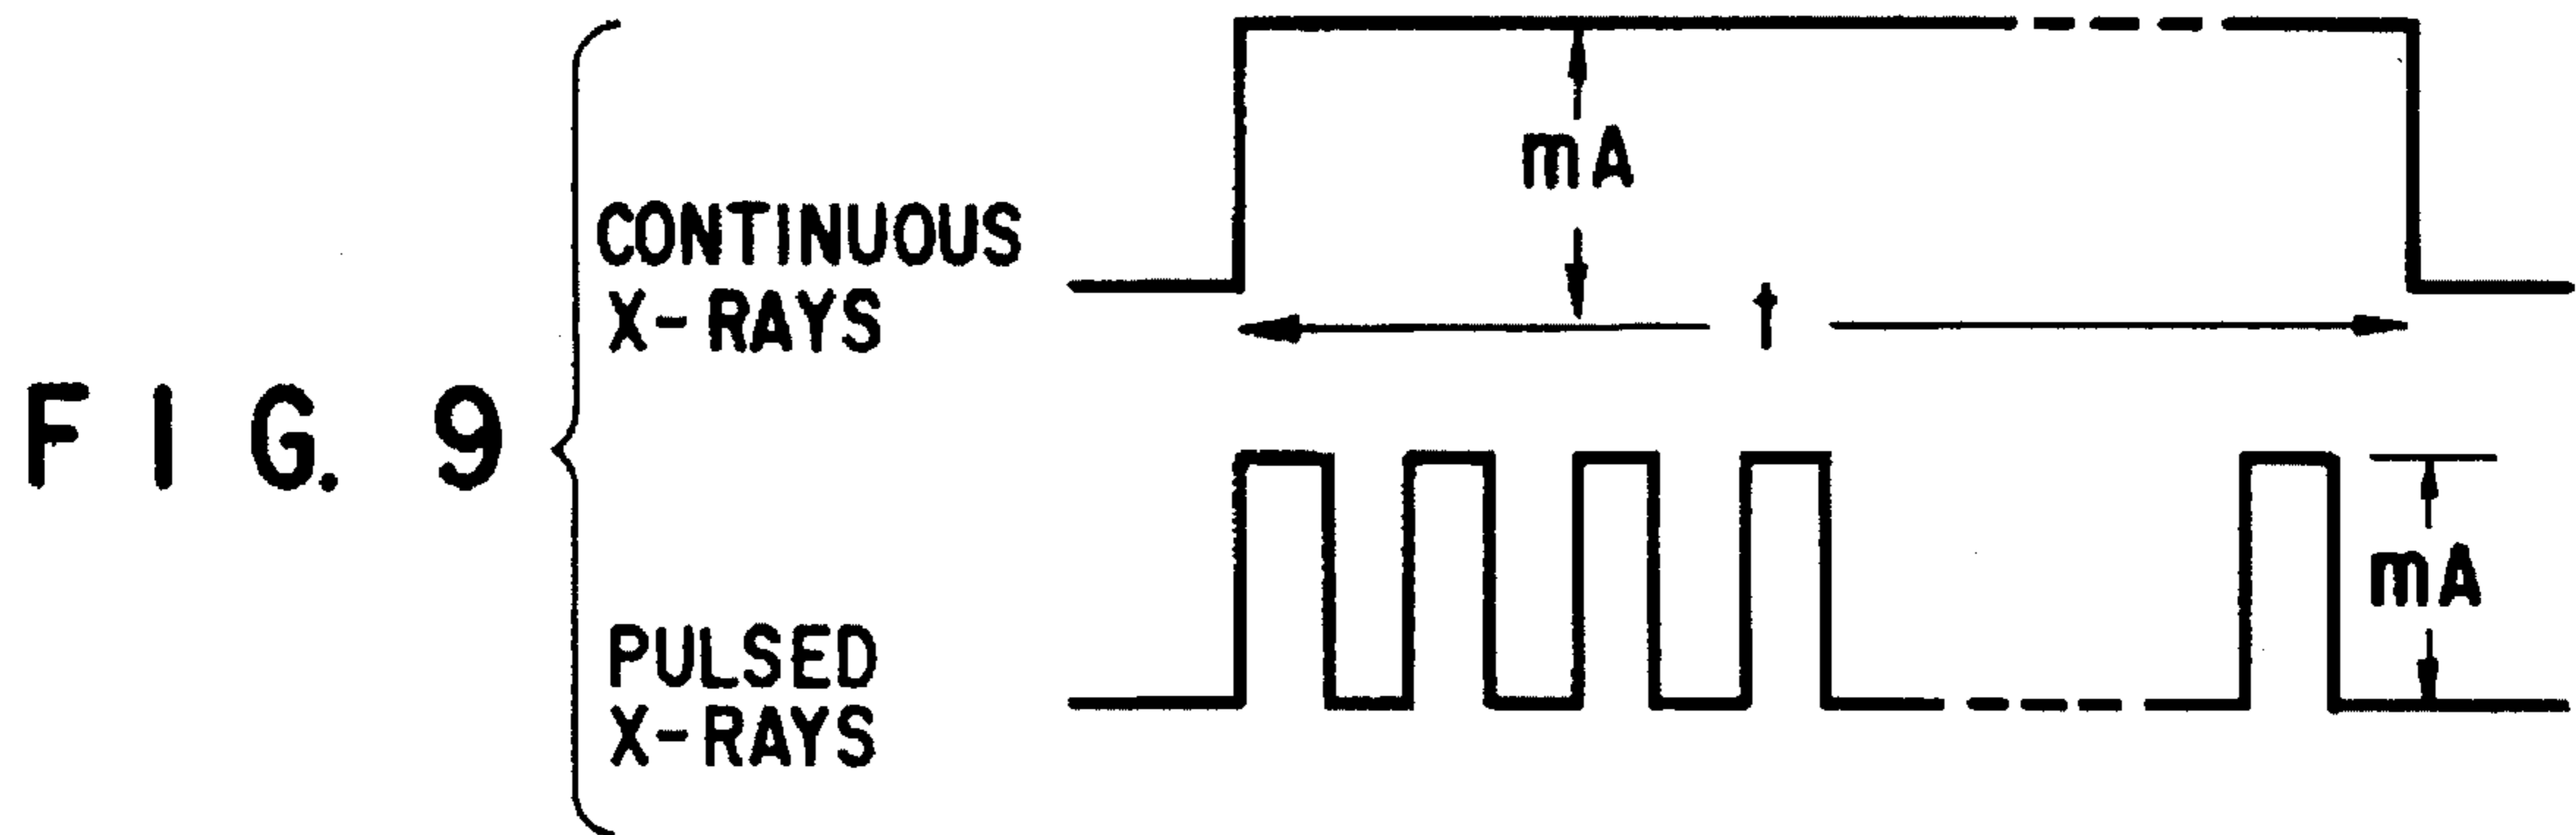 FIG. 9
CONTINUOUS
X-RAYS
mA
t
PULSED
X-RAYS
mA